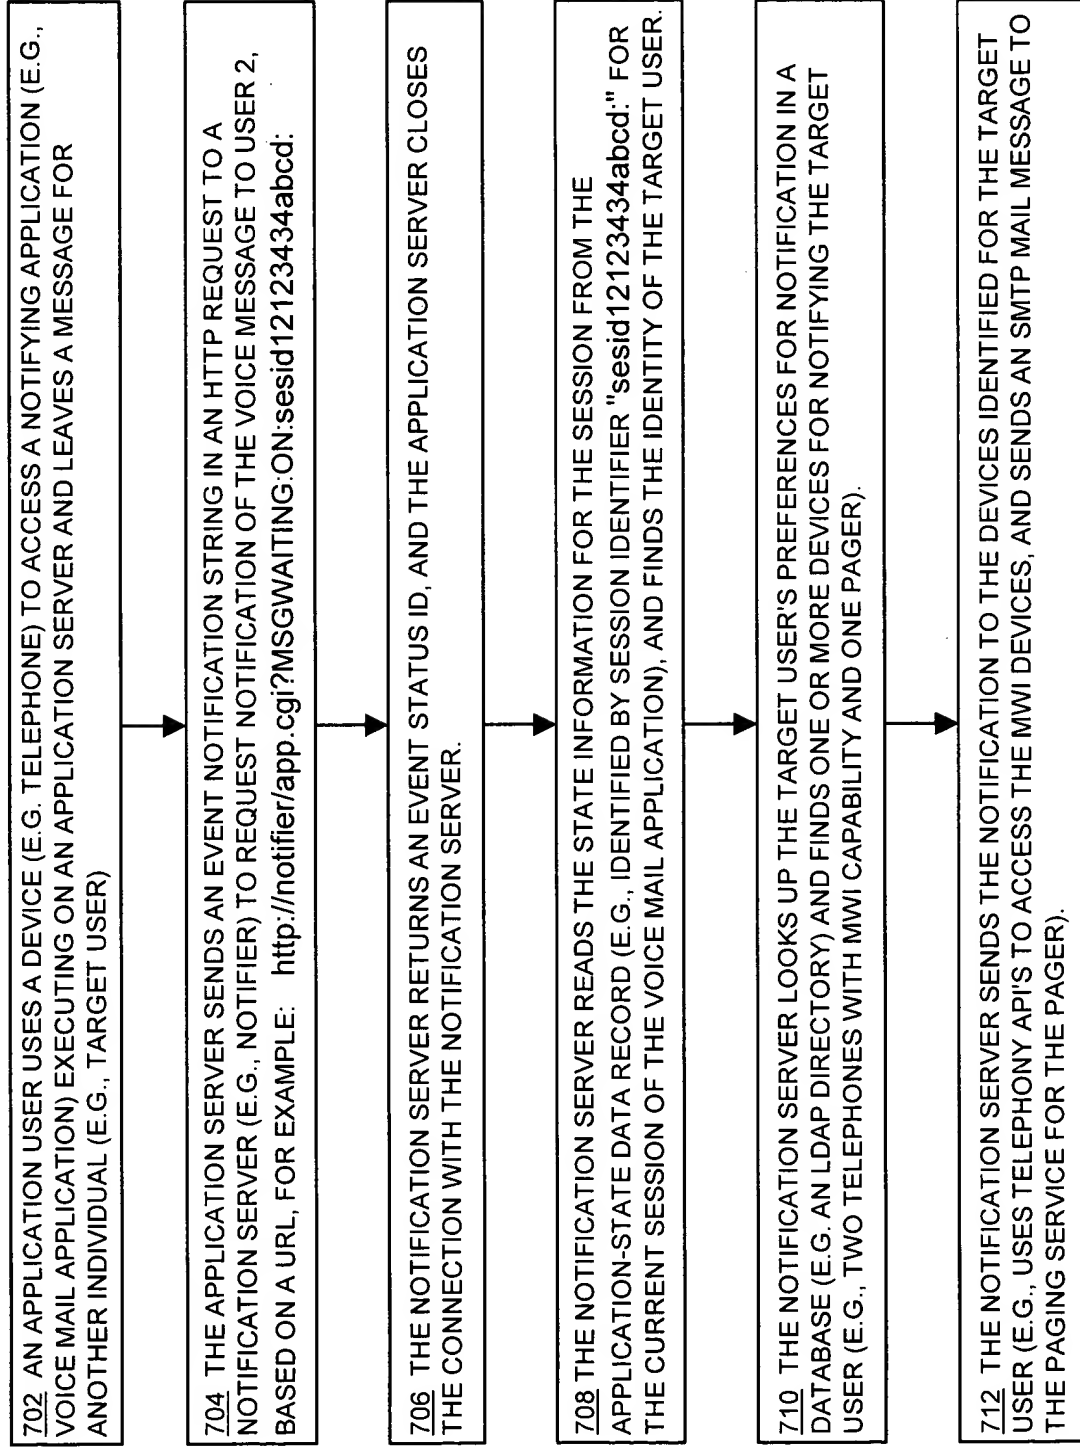 702 AN APPLICATION USER USES A DEVICE (E.G. TELEPHONE) TO ACCESS A NOTIFYING APPLICATION (E.G.,
VOICE MAIL APPLICATION) EXECUTING ON AN APPLICATION SERVER AND LEAVES A MESSAGE FOR
ANOTHER INDIVIDUAL (E.G., TARGET USER)
704 THE APPLICATION SERVER SENDS AN EVENT NOTIFICATION STRING IN AN HTTP REQUEST TO A
NOTIFICATION SERVER (E.G., NOTIFIER) TO REQUEST NOTIFICATION OF THE VOICE MESSAGE TO USER 2,
BASED ON A URL, FOR EXAMPLE: http://notifier/app.cgi?MSGWAITING:ON:sesid12123434abcd:
706 THE NOTIFICATION SERVER RETURNS AN EVENT STATUS ID, AND THE APPLICATION SERVER CLOSES
THE CONNECTION WITH THE NOTIFICATION SERVER.
708 THE NOTIFICATION SERVER READS THE STATE INFORMATION FOR THE SESSION FROM THE
APPLICATION-STATE DATA RECORD (E.G., IDENTIFIED BY SESSION IDENTIFIER "sesid12123434abcd:" FOR
THE CURRENT SESSION OF THE VOICE MAIL APPLICATION), AND FINDS THE IDENTITY OF THE TARGET USER.
710 THE NOTIFICATION SERVER LOOKS UP THE TARGET USER'S PREFERENCES FOR NOTIFICATION IN A
DATABASE (E.G. AN LDAP DIRECTORY) AND FINDS ONE OR MORE DEVICES FOR NOTIFYING THE TARGET
USER (E.G., TWO TELEPHONES WITH MWI CAPABILITY AND ONE PAGER).
712 THE NOTIFICATION SERVER SENDS THE NOTIFICATION TO THE DEVICES IDENTIFIED FOR THE TARGET
USER (E.G., USES TELEPHONY API'S TO ACCESS THE MWI DEVICES, AND SENDS AN SMTP MAIL MESSAGE TO
THE PAGING SERVICE FOR THE PAGER).